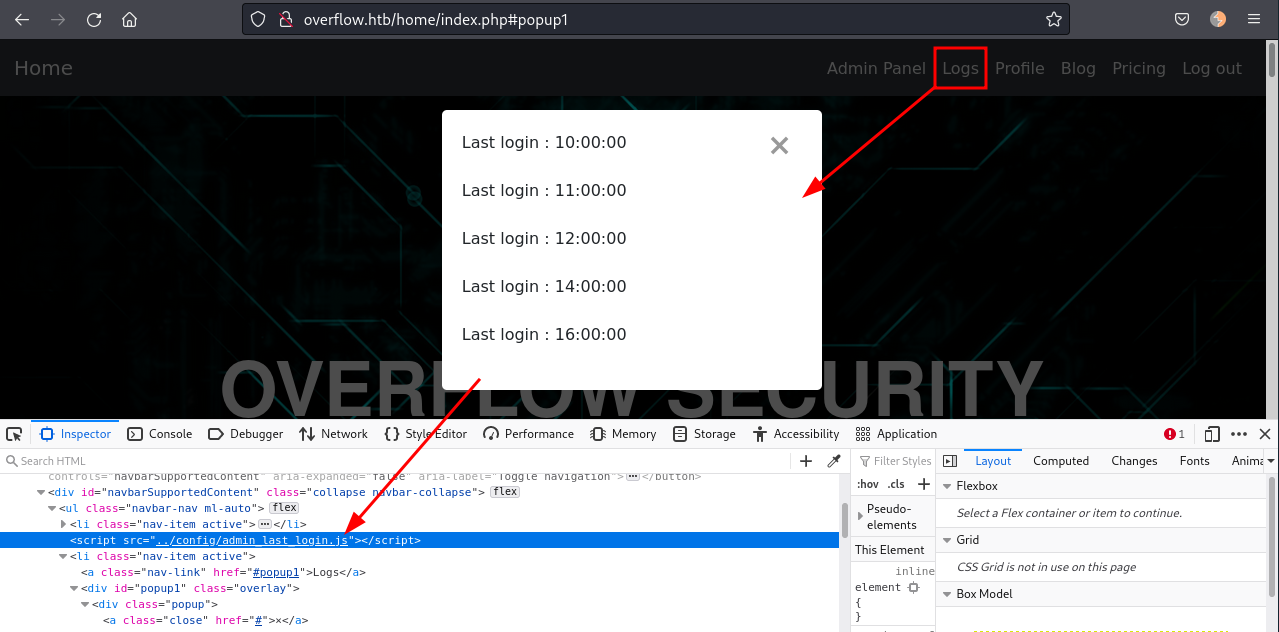 overflow.htb/home/index.php#popup1
Home
Admin Panel Logs Profile Blog Pricing Log out
Last login : 10:00:00 ×
Last login : 11:00:00
Last login : 12:00:00
Last login : 14:00:00
Last login : 16:00:00
OVERFLOW SECURITY
Inspector Console Debugger Network Style Editor Performance Memory Storage Accessibility Application 1
Search HTML
Filter Styles
Layout Computed Changes Fonts Anima
controls="navbarSupportedContent" aria-expanded="false" aria-label="Toggle navigation"></button>
<div id="navbarSupportedContent" class="collapse navbar-collapse"> flex
<ul class="navbar-nav ml-auto"> flex
<li class="nav-item active"></li>
<script src="../config/admin_last_login.js"></script>
<li class="nav-item active">
<a class="nav-link" href="#popup1">Logs</a>
<div id="popup1" class="overlay">
<div class="popup">
<a class="close" href="#">×</a>
:hov .cls +
Pseudo-
elements
This Element
inline
element
{
}
Flexbox
Select a Flex container or item to continue.
Grid
CSS Grid is not in use on this page
Box Model